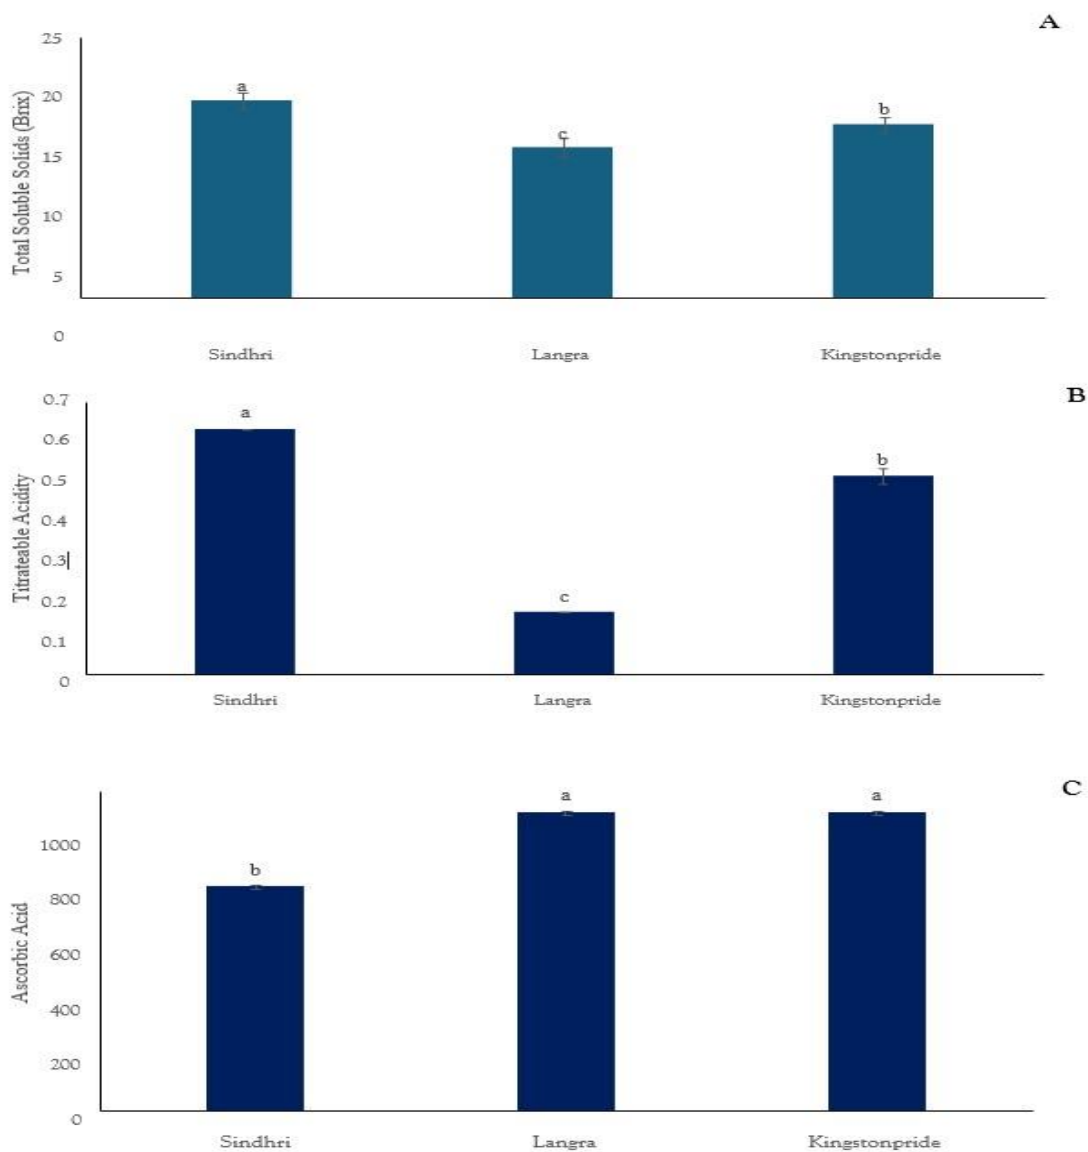 A
25
20
15
10
5
0
Total Soluble Solids (Brix)
a
c
b
Sindhri Langra Kingstonpride
B
0.7
0.6
0.5
0.4
0.3
0.2
0.1
0
Titrateable Acidity
a
c
b
Sindhri Langra Kingstonpride
C
1000
800
600
400
200
0
Ascorbic Acid
b
a
a
Sindhri Langra Kingstonpride